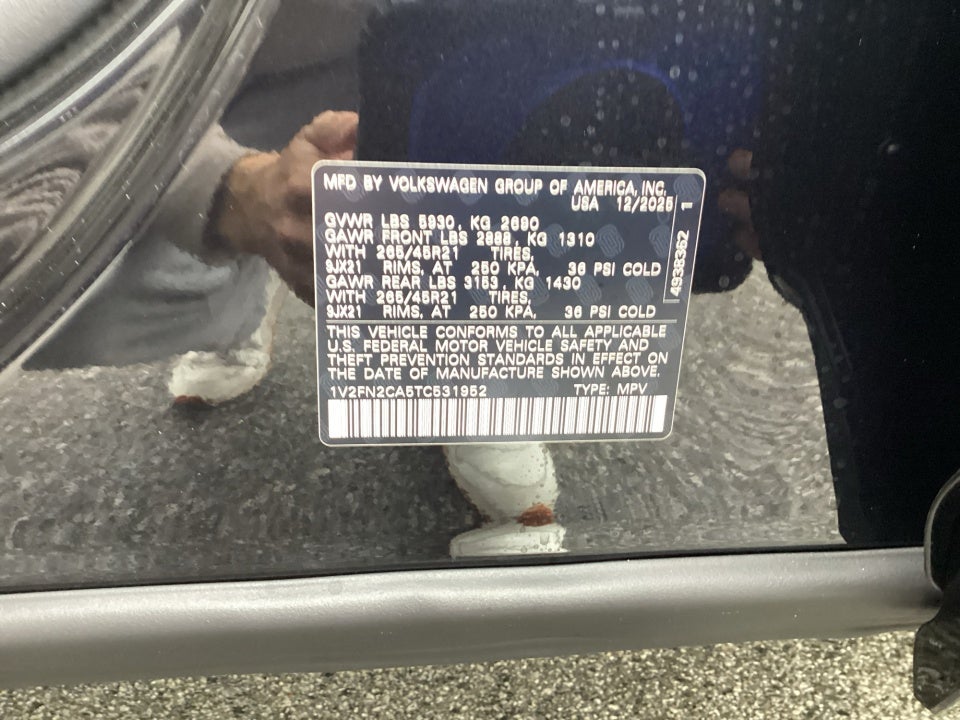 MFD BY VOLKSWAGEN GROUP OF AMERICA, INC.
USA 12/2025
GVWR LBS 5930, KG 2690
GAWR FRONT LBS 2888, KG 1310
WITH 265/45R21 TIRES,
9JX21 RIMS, AT 250 KPA, 36 PSI COLD
GAWR REAR LBS 3153, KG 1430
WITH 265/45R21 TIRES,
9JX21 RIMS, AT 250 KPA, 36 PSI COLD
4938362 1
THIS VEHICLE CONFORMS TO ALL APPLICABLE
U.S. FEDERAL MOTOR VEHICLE SAFETY AND
THEFT PREVENTION STANDARDS IN EFFECT ON
THE DATE OF MANUFACTURE SHOWN ABOVE.
1V2FN2CA5TC531952 TYPE: MPV